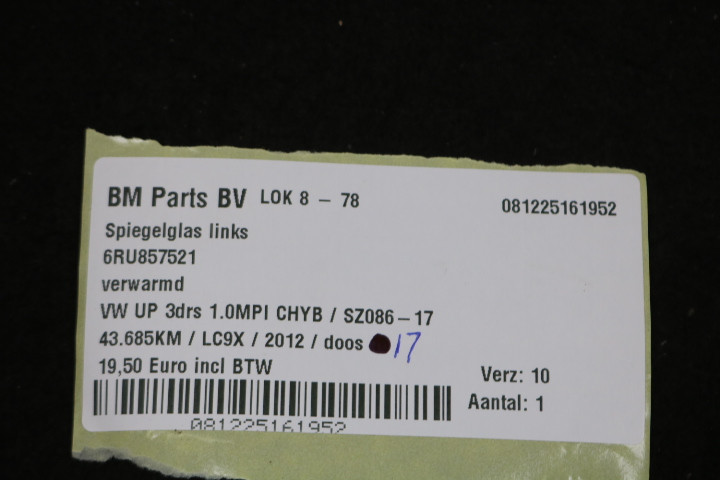 BM Parts BV LOK 8 – 78 081225161952
Spiegelglas links
6RU857521
verwarmd
VW UP 3drs 1.0MPI CHYB / SZ086–17
43.685KM / LC9X / 2012 / doos 17
19,50 Euro incl BTW
Verz: 10
Aantal: 1
081225161952